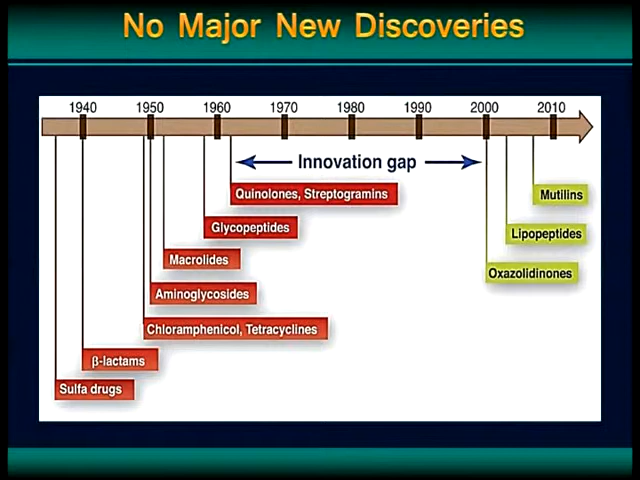 No Major New Discoveries
1940 1950 1960 1970 1980 1990 2000 2010
Innovation gap
Quinolones, Streptogramins
Mutilins
Glycopeptides
Lipopeptides
Macrolides
Oxazolidinones
Aminoglycosides
Chloramphenicol, Tetracyclines
β-lactams
Sulfa drugs